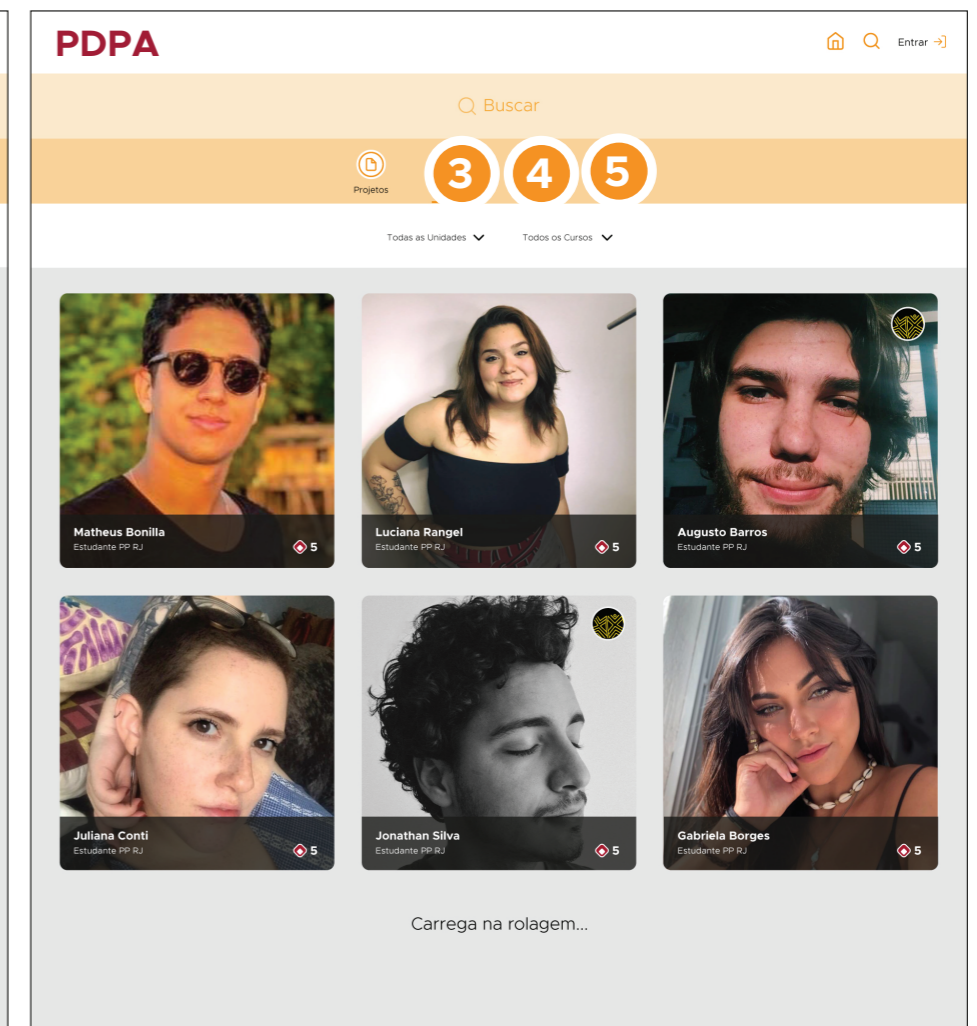 PDPA
Entrar
Buscar
Projetos
3 4 5
Todas as Unidades
Todos os Cursos
Matheus Bonilla
Estudante PP RJ
5
Luciana Rangel
Estudante PP RJ
5
Augusto Barros
Estudante PP RJ
5
Juliana Conti
Estudante PP RJ
5
Jonathan Silva
Estudante PP RJ
5
Gabriela Borges
Estudante PP RJ
5
Carrega na rolagem...